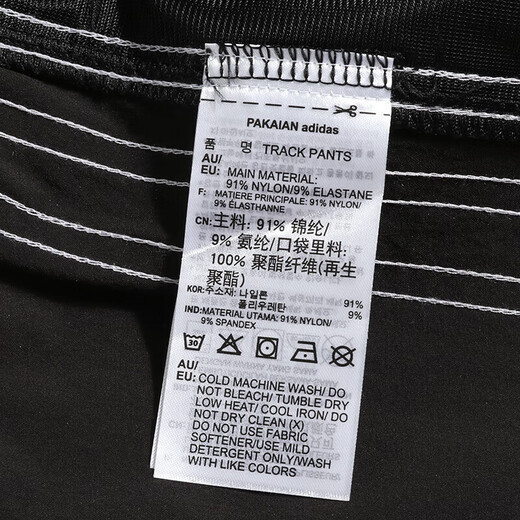 PAKAIAN adidas
품 명 TRACK PANTS
AU/
EU: MAIN MATERIAL:
91% NYLON/9% ELASTANE
F: MATIERE PRINCIPALE: 91% NYLON/
9% ÉLASTHANNE
CN: 主料: 91% 锦纶/
9% 氨纶/口袋里料:
100% 聚酯纤维(再生
聚酯)
KOR: 주소재: 나일론 91%
폴리우레탄 9%
IND: MATERIAL UTAMA: 91% NYLON/
9% SPANDEX
30
AU/
EU: COLD MACHINE WASH/ DO
NOT BLEACH/ TUMBLE DRY
LOW HEAT/ COOL IRON/ DO
NOT DRY CLEAN (X)
DO NOT USE FABRIC
SOFTENER/USE MILD
DETERGENT ONLY/WASH
WITH LIKE COLORS